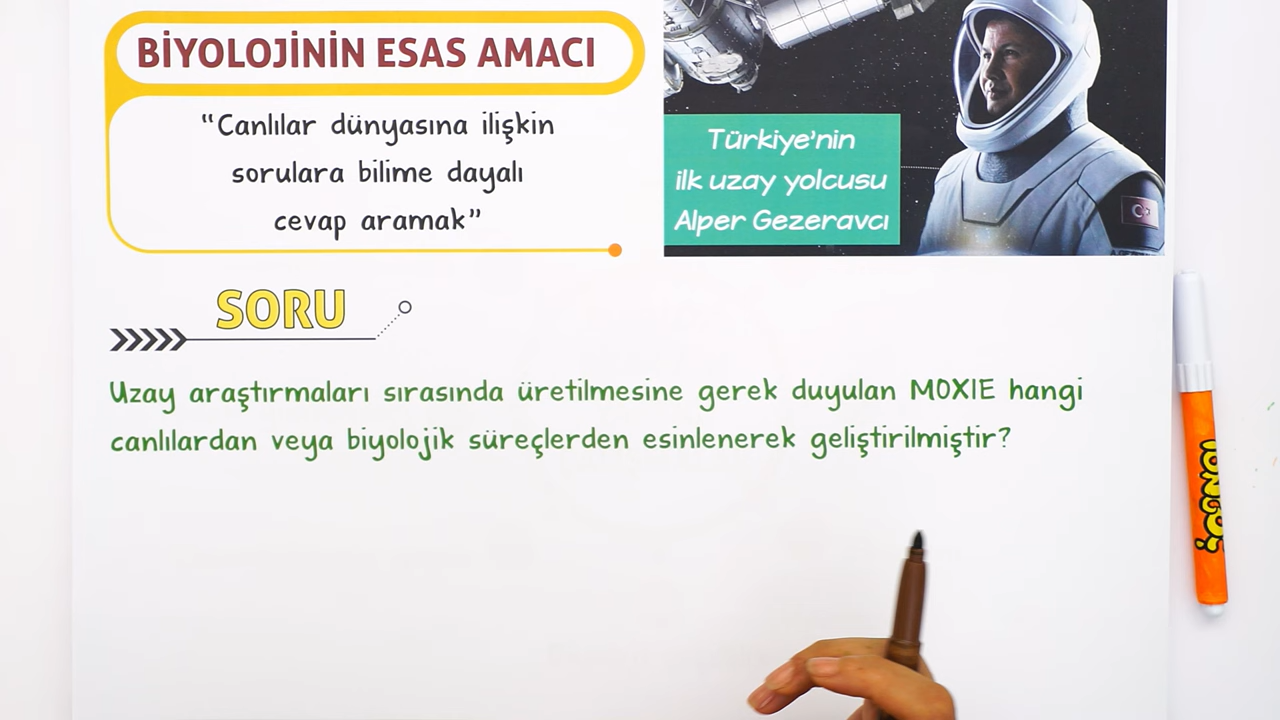 BİYOLOJİNİN ESAS AMACI
"Canlılar dünyasına ilişkin
sorulara bilime dayalı
cevap aramak"
Türkiye'nin
ilk uzay yolcusu
Alper Gezeravcı
SORU
Uzay araştırmaları sırasında üretilmesine gerek duyulan MOXIE hangi
canlılardan veya biyolojik süreçlerden esinlenerek geliştirilmiştir?